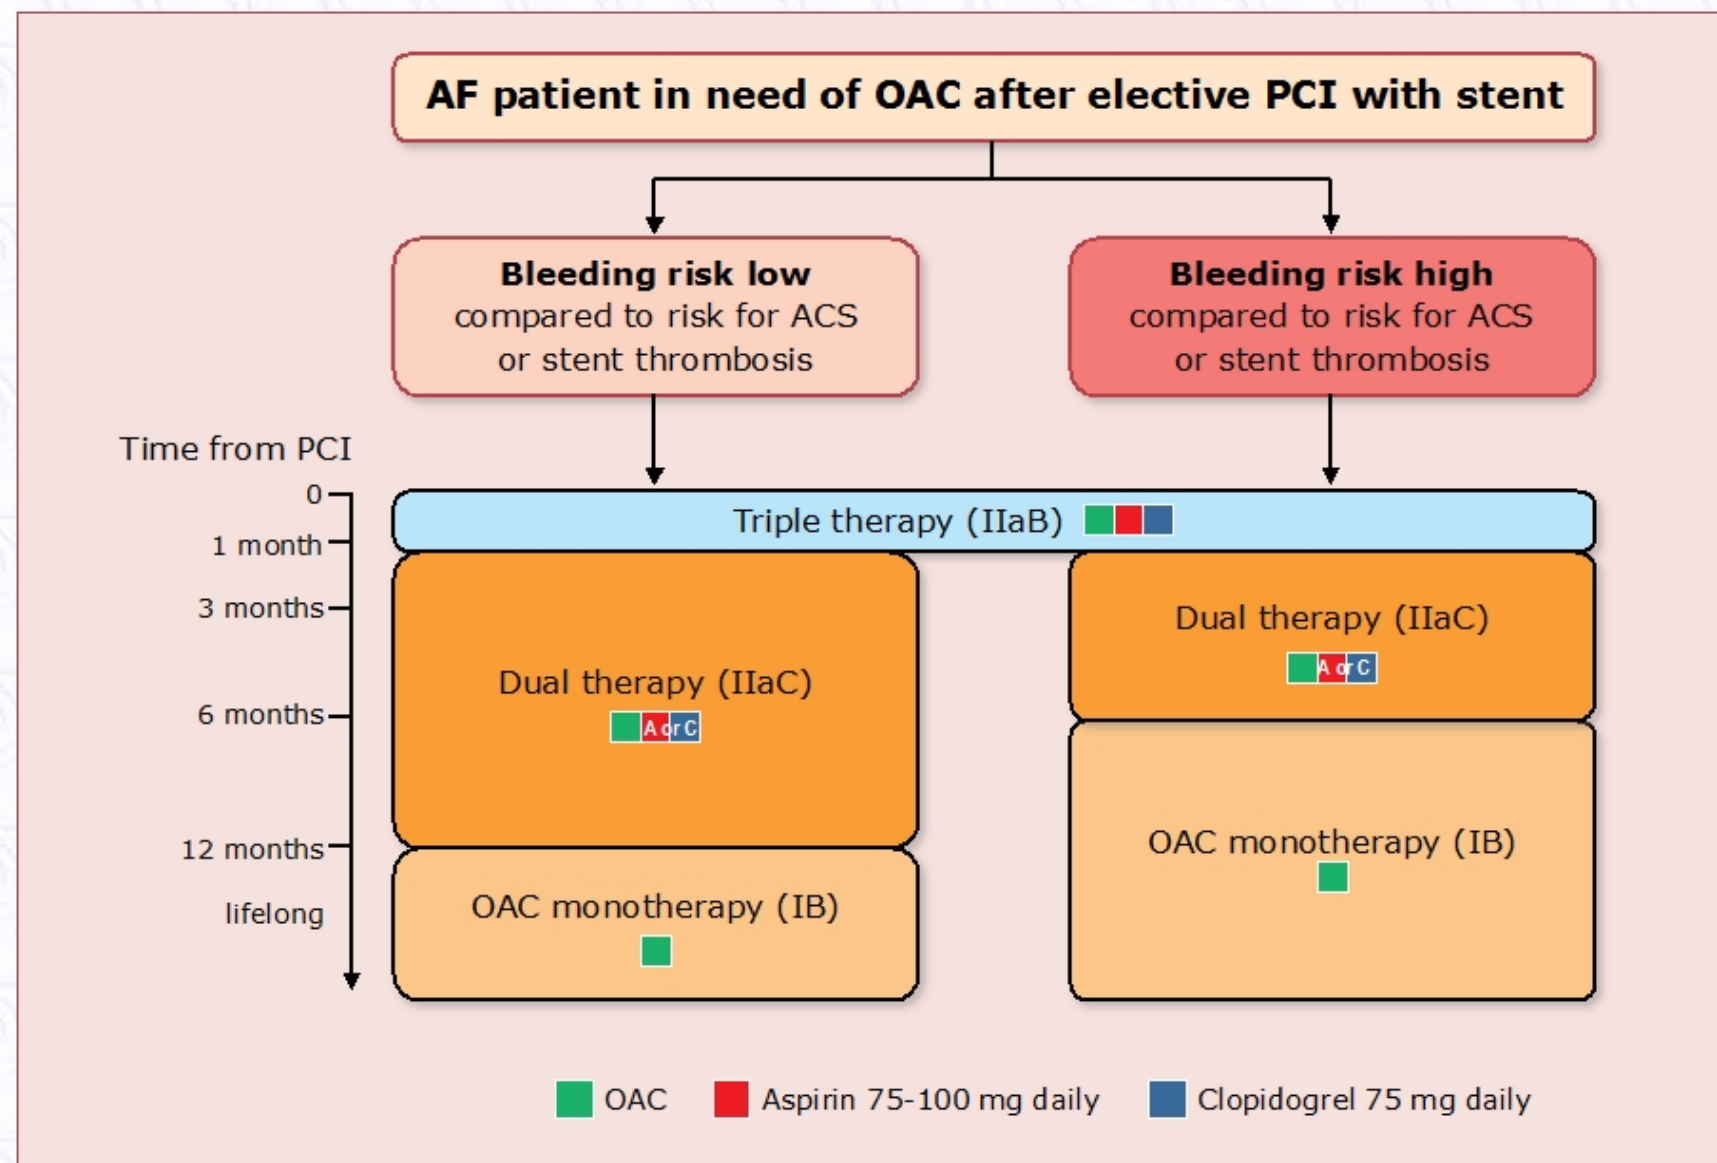 AF patient in need of OAC after elective PCI with stent
Bleeding risk low
compared to risk for ACS
or stent thrombosis
Bleeding risk high
compared to risk for ACS
or stent thrombosis
Time from PCI
0
1 month
3 months
6 months
12 months
lifelong
Triple therapy (IIaB)
Dual therapy (IIaC)
A or C
OAC monotherapy (IB)
Dual therapy (IIaC)
A or C
OAC monotherapy (IB)
OAC
Aspirin 75-100 mg daily
Clopidogrel 75 mg daily